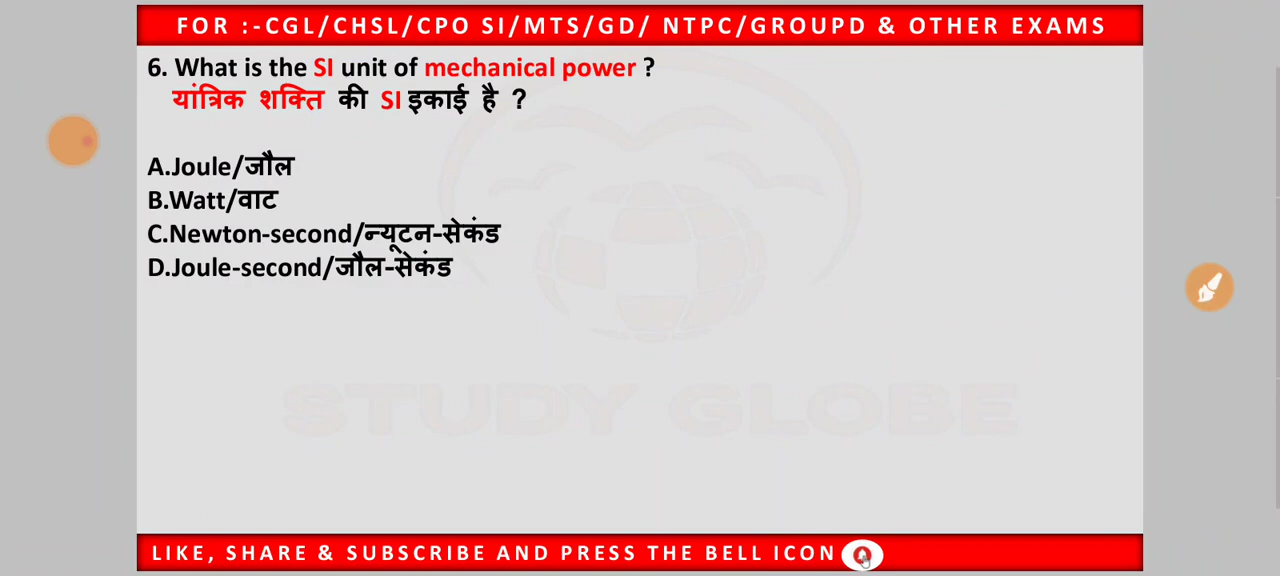 FOR :-CGL/CHSL/CPO SI/MTS/GD/ NTPC/GROUPD & OTHER EXAMS
6. What is the SI unit of mechanical power ?
यांत्रिक शक्ति की SI इकाई है ?
A.Joule/जौल
B.Watt/वाट
C.Newton-second/न्यूटन-सेकंड
D.Joule-second/जौल-सेकंड
STUDY GLOBE
LIKE, SHARE & SUBSCRIBE AND PRESS THE BELL ICON